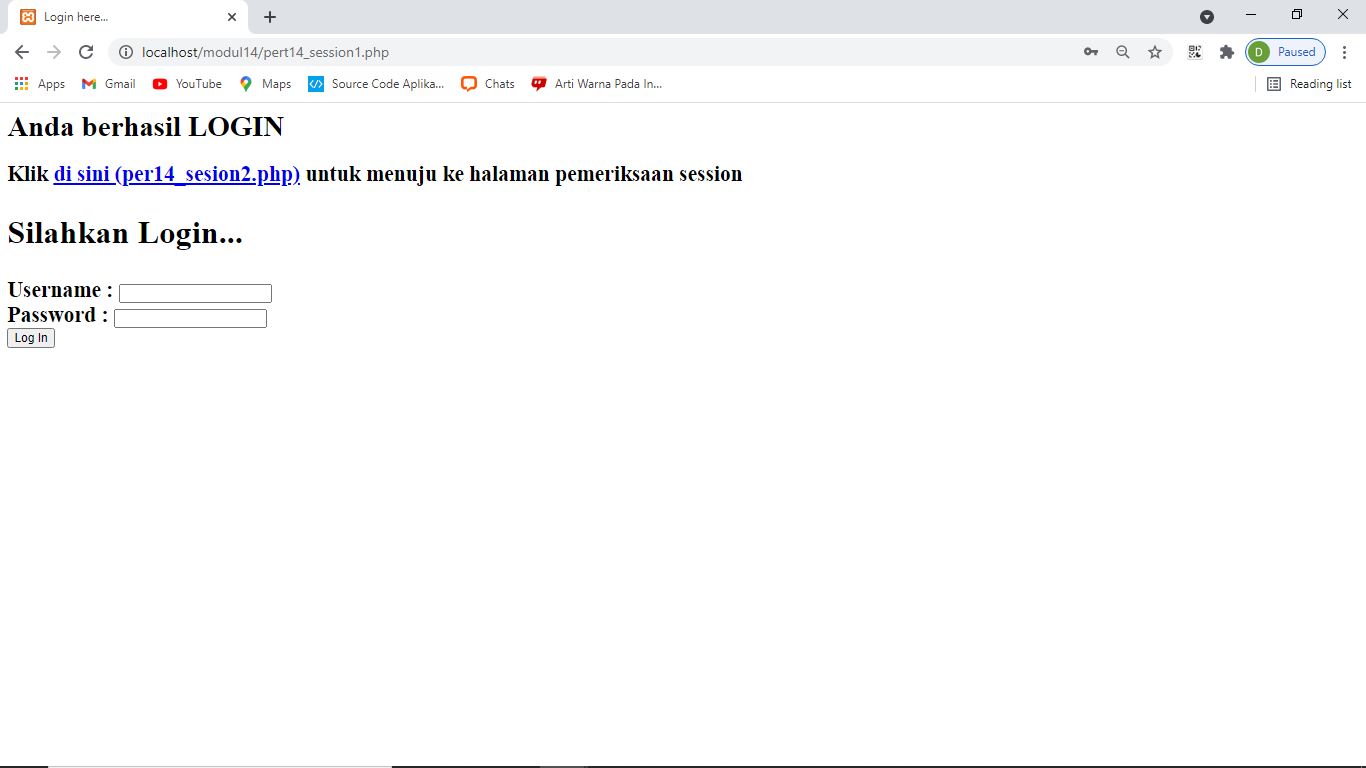 Login here...
localhost/modul14/pert14_session1.php
D Paused
Apps Gmail YouTube Maps Source Code Aplika... Chats Arti Warna Pada In... Reading list
Anda berhasil LOGIN
Klik di sini (per14_sesion2.php) untuk menuju ke halaman pemeriksaan session
Silahkan Login...
Username :
Password :
Log In